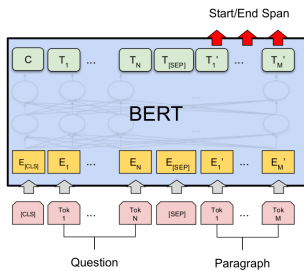 Start/End Span
C T1 ... TN T[SEP] T1' ... TM'
BERT
E[CLS] E1 ... EN E[SEP] E1' ... EM'
[CLS] Tok 1 ... Tok N [SEP] Tok 1 ... Tok M
Question Paragraph